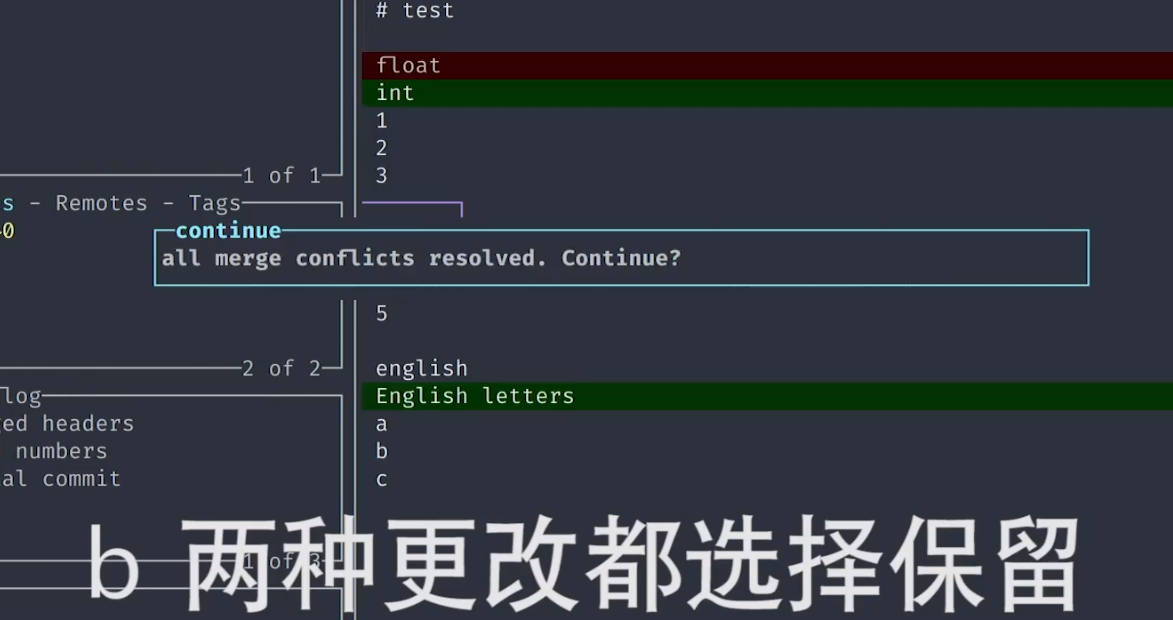 # test
float
int
1
2
3
1 of 1
s - Remotes - Tags
continue
all merge conflicts resolved. Continue?
5
2 of 2
english
English letters
log
ed headers
a
numbers
b
al commit
c
1 of 3
b 两种更改都选择保留